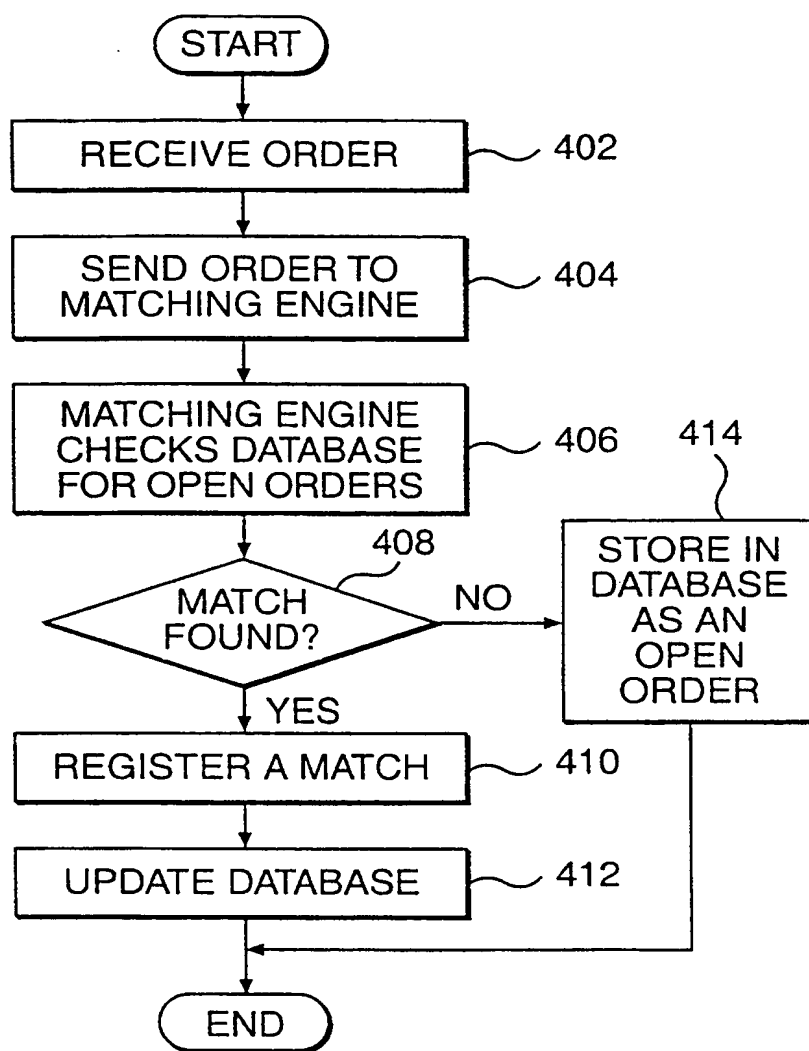 START
RECEIVE ORDER
402
SEND ORDER TO
MATCHING ENGINE
404
MATCHING ENGINE
CHECKS DATABASE
FOR OPEN ORDERS
406
408
MATCH
FOUND?
NO
414
STORE IN
DATABASE
AS AN
OPEN
ORDER
YES
REGISTER A MATCH
410
UPDATE DATABASE
412
END